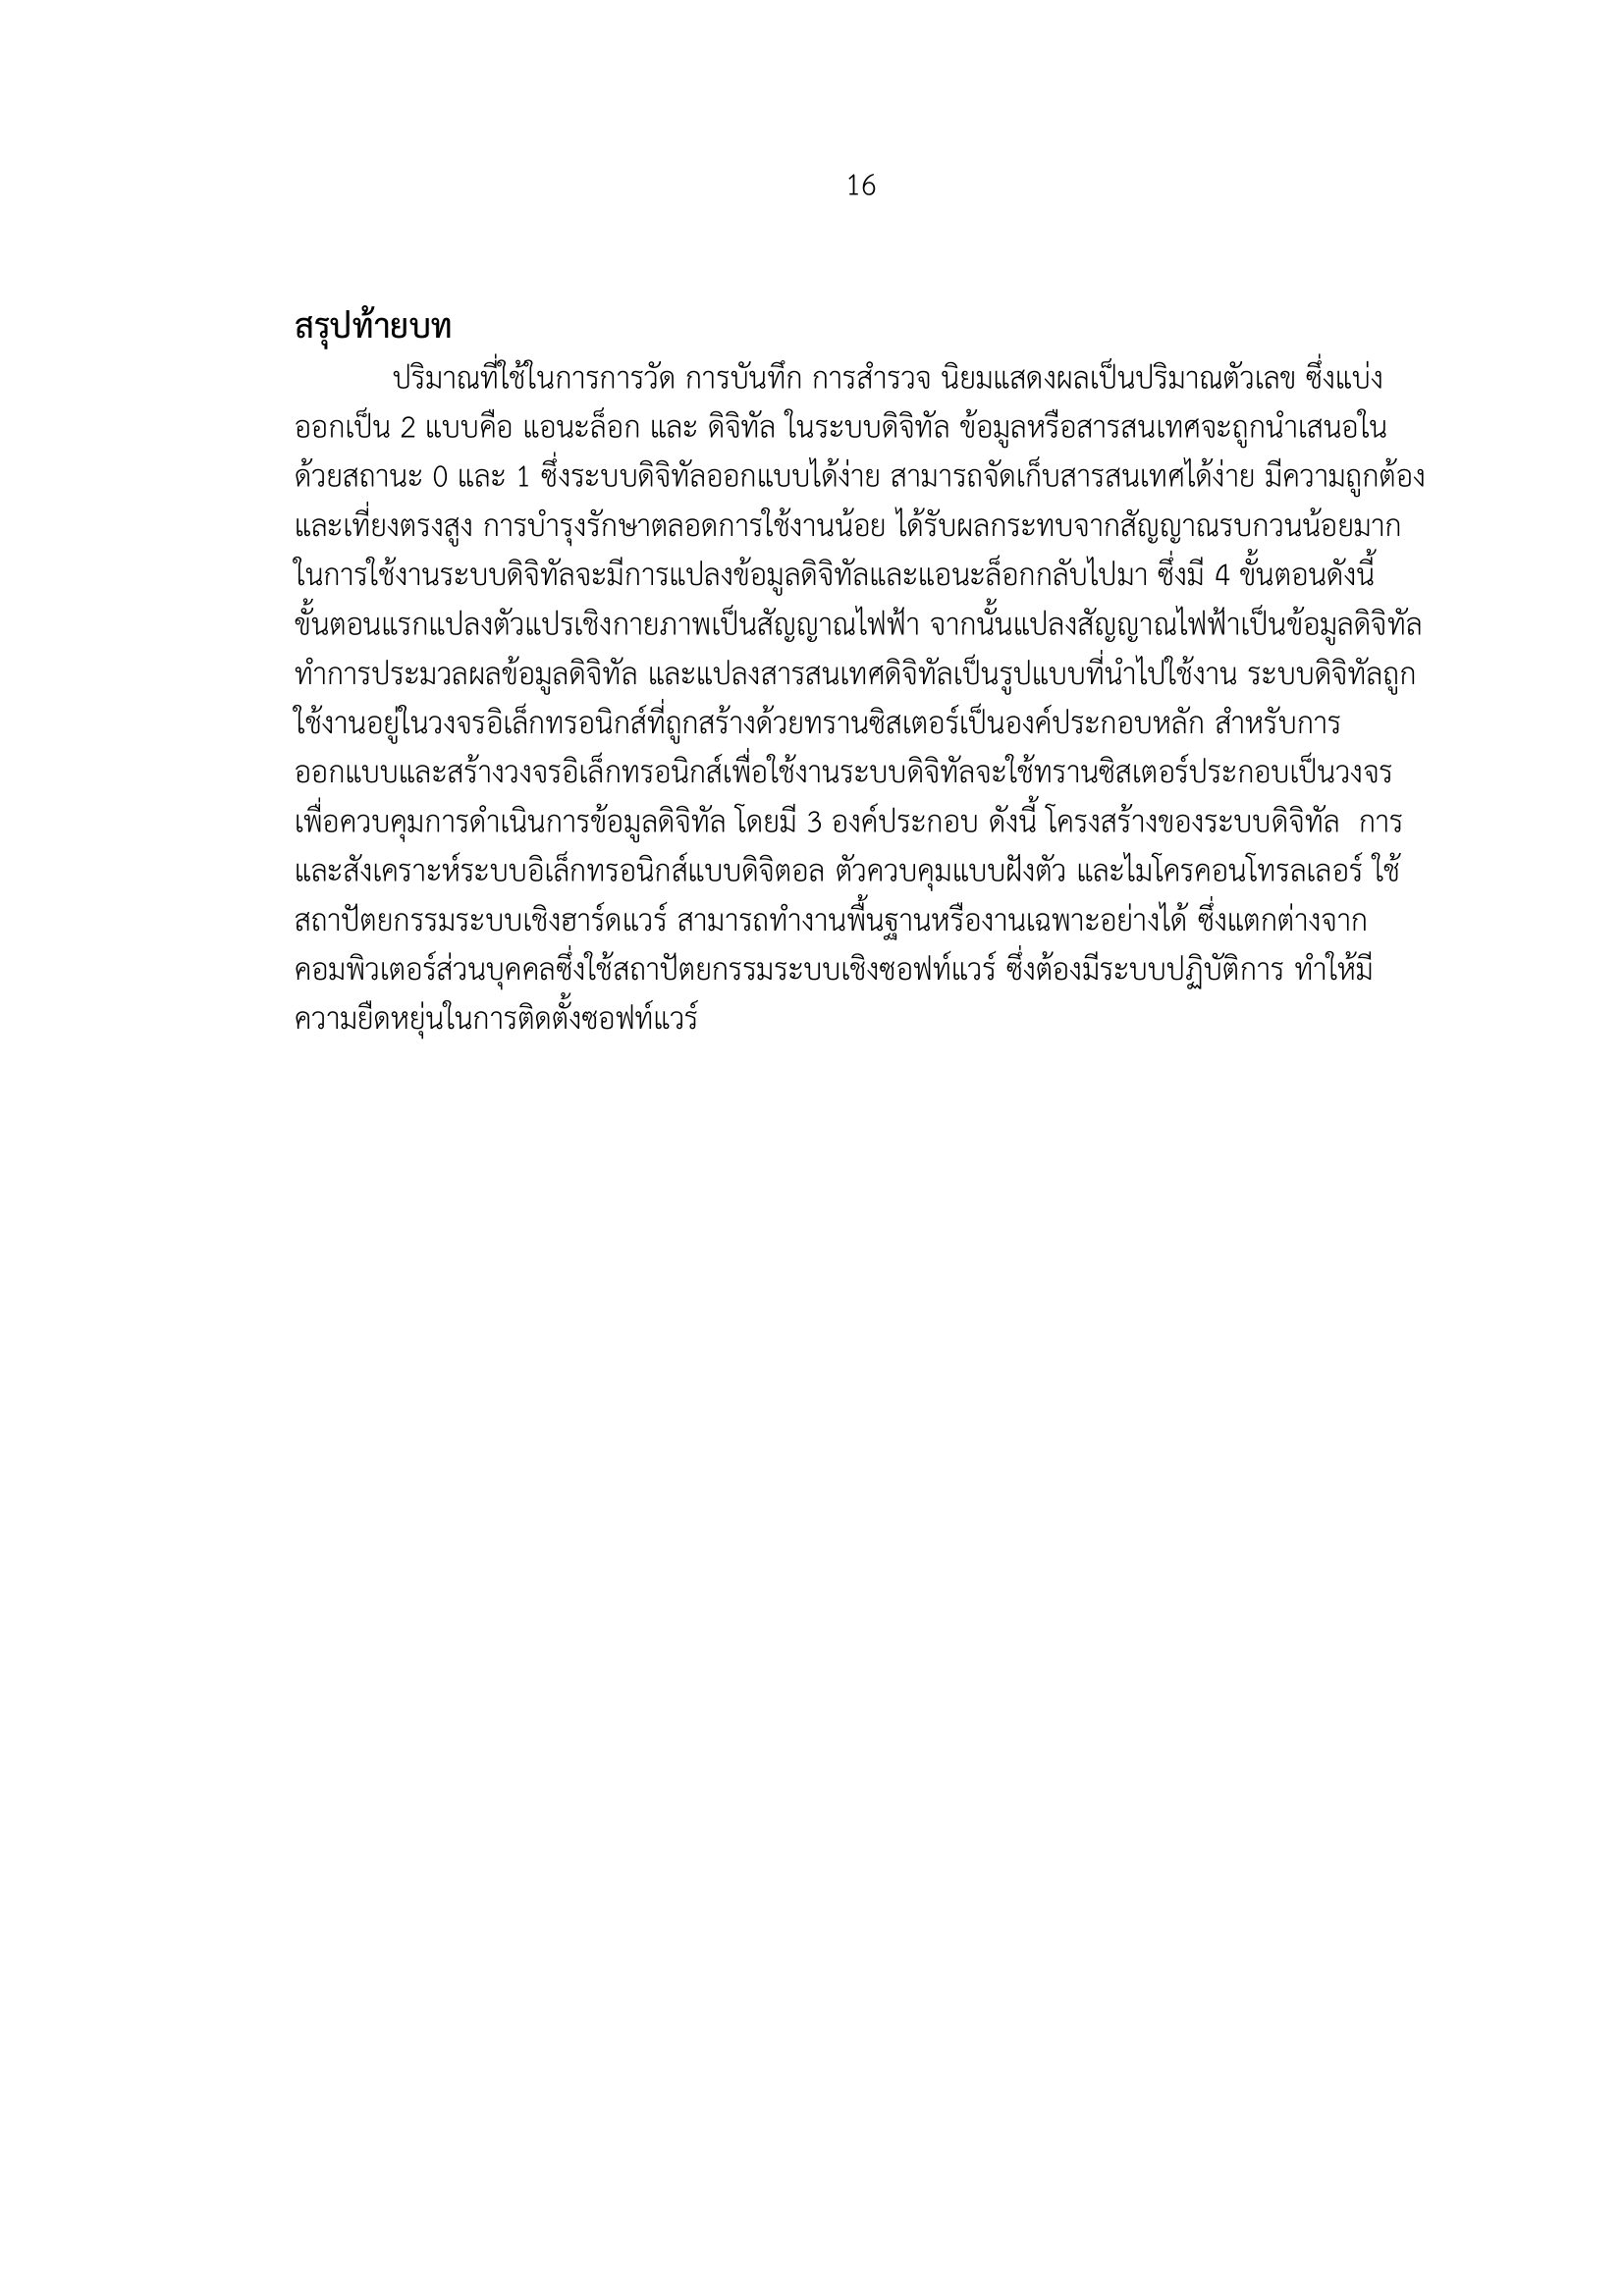 16
สรุปท้ายบท
ปริมาณที่ใช้ในการการวัด การบันทึก การสำรวจ นิยมแสดงผลเป็นปริมาณตัวเลข ซึ่งแบ่ง
ออกเป็น 2 แบบคือ แอนะล็อก และ ดิจิทัล ในระบบดิจิทัล ข้อมูลหรือสารสนเทศจะถูกนำเสนอใน
ด้วยสถานะ 0 และ 1 ซึ่งระบบดิจิทัลออกแบบได้ง่าย สามารถจัดเก็บสารสนเทศได้ง่าย มีความถูกต้อง
และเที่ยงตรงสูง การบำรุงรักษาตลอดการใช้งานน้อย ได้รับผลกระทบจากสัญญาณรบกวนน้อยมาก
ในการใช้งานระบบดิจิทัลจะมีการแปลงข้อมูลดิจิทัลและแอนะล็อกกลับไปมา ซึ่งมี 4 ขั้นตอนดังนี้
ขั้นตอนแรกแปลงตัวแปรเชิงกายภาพเป็นสัญญาณไฟฟ้า จากนั้นแปลงสัญญาณไฟฟ้าเป็นข้อมูลดิจิทัล
ทำการประมวลผลข้อมูลดิจิทัล และแปลงสารสนเทศดิจิทัลเป็นรูปแบบที่นำไปใช้งาน ระบบดิจิทัลถูก
ใช้งานอยู่ในวงจรอิเล็กทรอนิกส์ที่ถูกสร้างด้วยทรานซิสเตอร์เป็นองค์ประกอบหลัก สำหรับการ
ออกแบบและสร้างวงจรอิเล็กทรอนิกส์เพื่อใช้งานระบบดิจิทัลจะใช้ทรานซิสเตอร์ประกอบเป็นวงจร
เพื่อควบคุมการดำเนินการข้อมูลดิจิทัล โดยมี 3 องค์ประกอบ ดังนี้ โครงสร้างของระบบดิจิทัล  การ
และสังเคราะห์ระบบอิเล็กทรอนิกส์แบบดิจิตอล ตัวควบคุมแบบฝังตัว และไมโครคอนโทรลเลอร์ ใช้
สถาปัตยกรรมระบบเชิงฮาร์ดแวร์ สามารถทำงานพื้นฐานหรืองานเฉพาะอย่างได้ ซึ่งแตกต่างจาก
คอมพิวเตอร์ส่วนบุคคลซึ่งใช้สถาปัตยกรรมระบบเชิงซอฟท์แวร์ ซึ่งต้องมีระบบปฏิบัติการ ทำให้มี
ความยืดหยุ่นในการติดตั้งซอฟท์แวร์